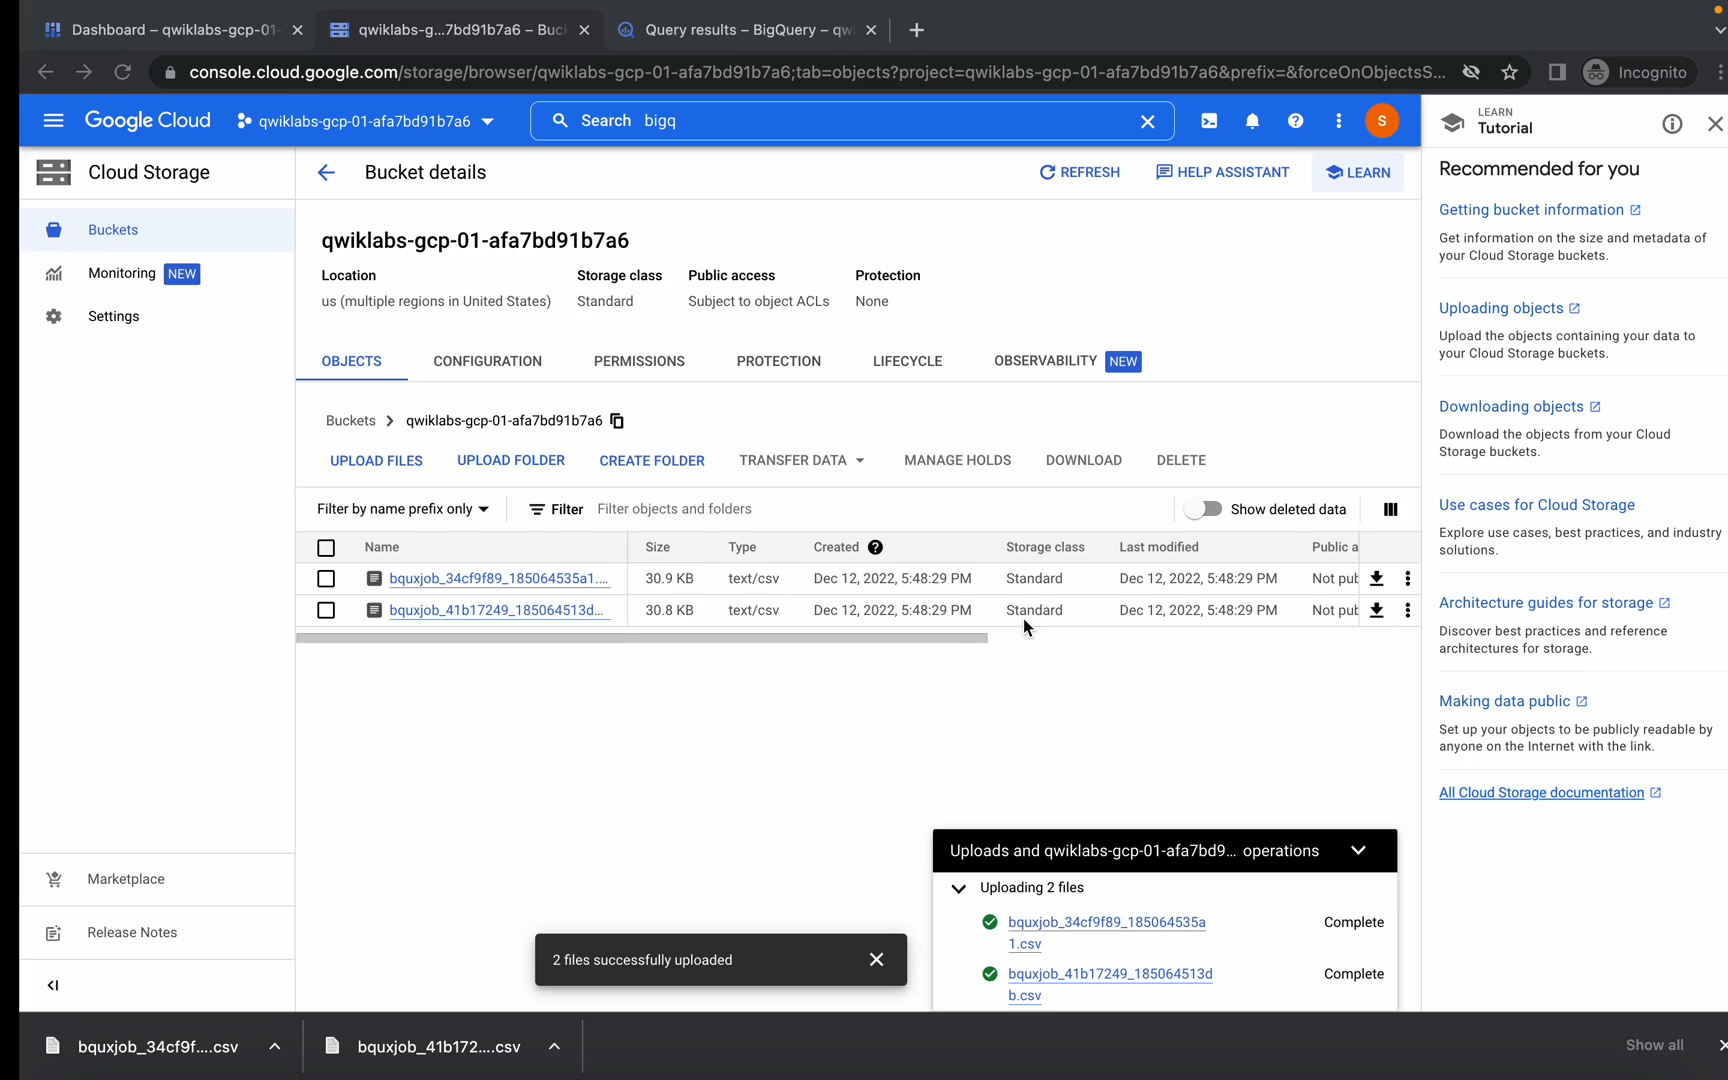 Dashboard – qwiklabs-gcp-01-
qwiklabs-g...7bd91b7a6 – Buck
Query results – BigQuery – qwi
console.cloud.google.com/storage/browser/qwiklabs-gcp-01-afa7bd91b7a6;tab=objects?project=qwiklabs-gcp-01-afa7bd91b7a6&prefix=&forceOnObjectsS...
Incognito
Google Cloud
qwiklabs-gcp-01-afa7bd91b7a6
Search bigq
S
LEARN
Tutorial
Cloud Storage
Bucket details
REFRESH
HELP ASSISTANT
LEARN
Buckets
Monitoring NEW
Settings
Marketplace
Release Notes
qwiklabs-gcp-01-afa7bd91b7a6
Location Storage class Public access Protection
us (multiple regions in United States) Standard Subject to object ACLs None
OBJECTS CONFIGURATION PERMISSIONS PROTECTION LIFECYCLE OBSERVABILITY NEW
Buckets > qwiklabs-gcp-01-afa7bd91b7a6
UPLOAD FILES UPLOAD FOLDER CREATE FOLDER TRANSFER DATA MANAGE HOLDS DOWNLOAD DELETE
Filter by name prefix only Filter Filter objects and folders Show deleted data
Name Size Type Created Storage class Last modified Public a
bquxjob_34cf9f89_185064535a1.... 30.9 KB text/csv Dec 12, 2022, 5:48:29 PM Standard Dec 12, 2022, 5:48:29 PM Not pub
bquxjob_41b17249_185064513d... 30.8 KB text/csv Dec 12, 2022, 5:48:29 PM Standard Dec 12, 2022, 5:48:29 PM Not pub
Uploads and qwiklabs-gcp-01-afa7bd9... operations
Uploading 2 files
bquxjob_34cf9f89_185064535a Complete
1.csv
bquxjob_41b17249_185064513d Complete
b.csv
2 files successfully uploaded
Recommended for you
Getting bucket information
Get information on the size and metadata of
your Cloud Storage buckets.
Uploading objects
Upload the objects containing your data to
your Cloud Storage buckets.
Downloading objects
Download the objects from your Cloud
Storage buckets.
Use cases for Cloud Storage
Explore use cases, best practices, and industry
solutions.
Architecture guides for storage
Discover best practices and reference
architectures for storage.
Making data public
Set up your objects to be publicly readable by
anyone on the Internet with the link.
All Cloud Storage documentation
bquxjob_34cf9f....csv
bquxjob_41b172....csv
Show all